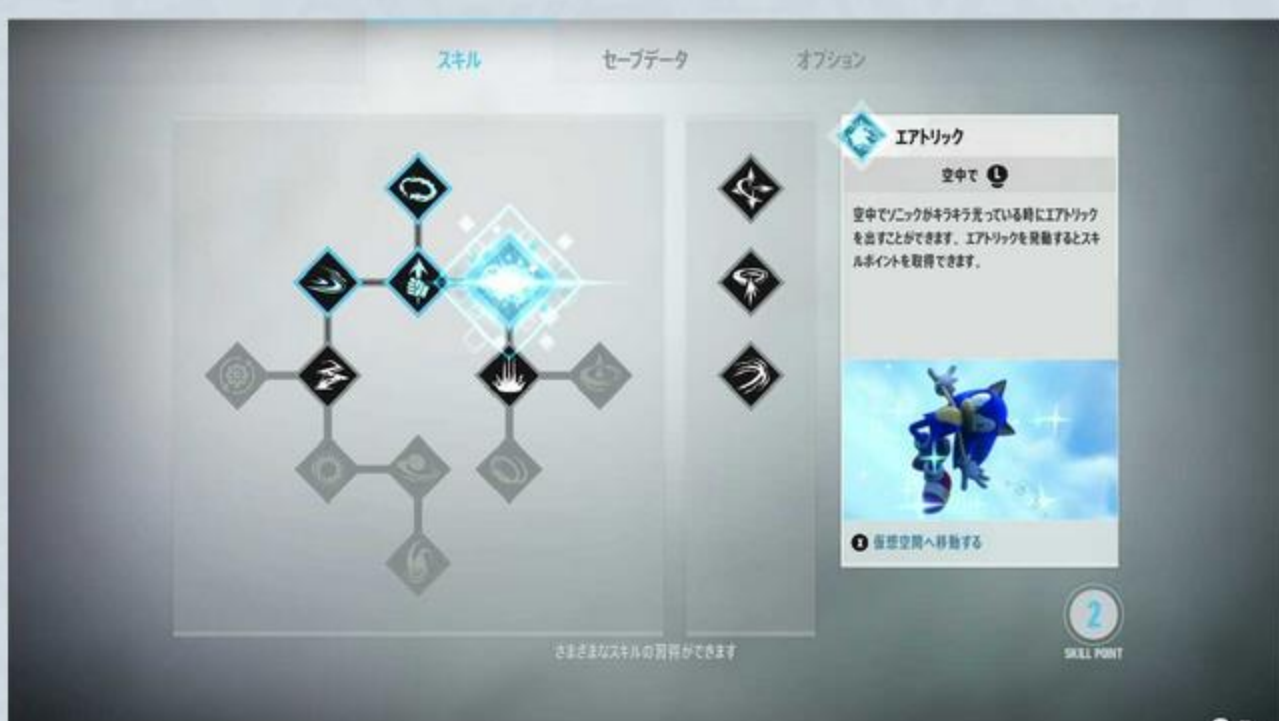 スキル
セーブデータ
オプション
エアトリック
空中で L
空中でソニックがキラキラ光っている時にエアトリック
を出すことができます。エアトリックを発動するとスキ
ルポイントを取得できます。
X 仮想空間へ移動する
2
SKILL POINT
さまざまなスキルの習得ができます